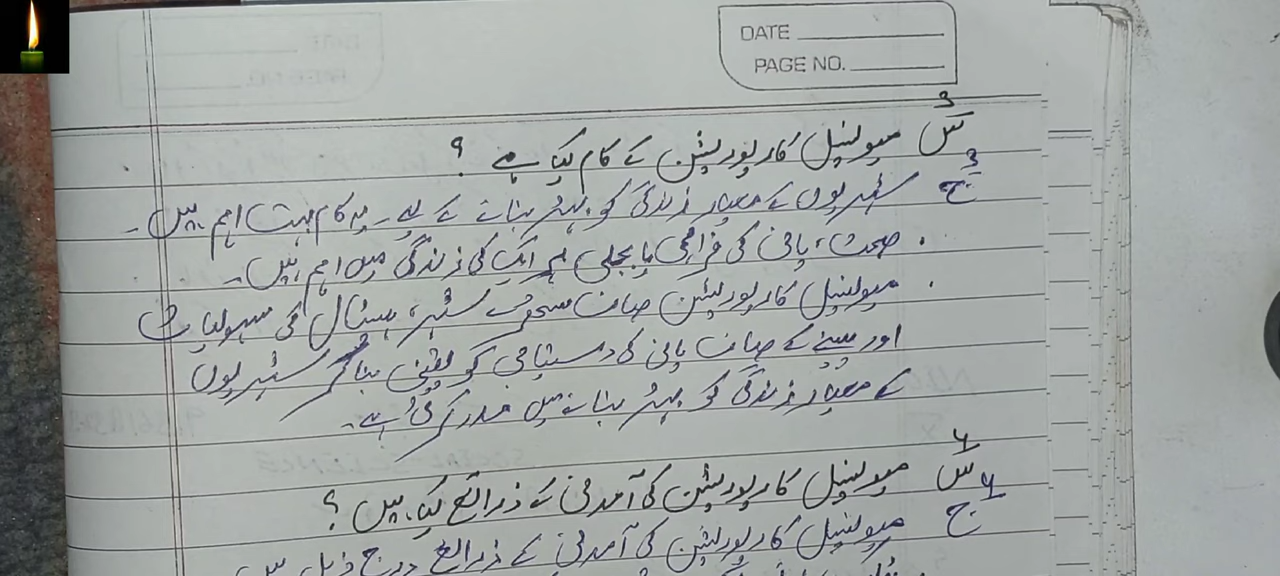 DATE
PAGE NO.
س 3 میونسپل کارپوریشن کے کام کیا ہے ؟
ج 3 شہریوں کے معیار زندگی کو بہتر بنانے کے لیے۔ یہ کام بہت اہم ہیں۔
صحت، پانی کی فراہمی یا بجلی ہر ایک کی زندگی میں اہم ہیں۔
میونسپل کارپوریشن صاف ستھرے شہر، ہسپتال کی سہولیات
اور پینے کے صاف پانی کی دستیابی کو یقینی بنا کر شہریوں
کے معیار زندگی کو بہتر بنانے میں مدد کرتی ہے۔
س 4 میونسپل کارپوریشن کی آمدنی کے ذرائع کیا ہیں ؟
ج 4 میونسپل کارپوریشن کی آمدنی کے ذرائع درج ذیل ہیں